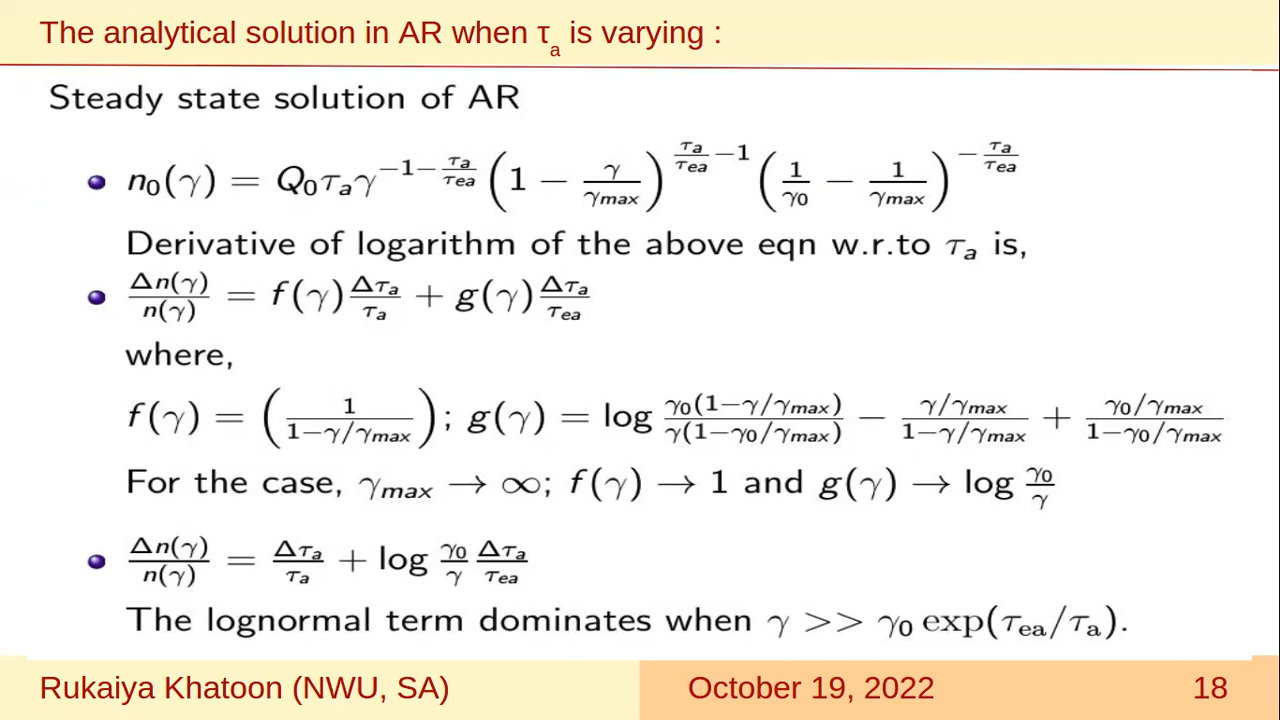 The analytical solution in AR when τₐ is varying :
Steady state solution of AR
n₀(γ) = Q₀τₐγ^{−1−τₐ/τₑₐ} (1 − γ/γₘₐₓ)^{τₐ/τₑₐ −1} (1/γ₀ − 1/γₘₐₓ)^{−τₐ/τₑₐ}
Derivative of logarithm of the above eqn w.r.to τₐ is,
Δn(γ)/n(γ) = f(γ) Δτₐ/τₐ + g(γ) Δτₐ/τₑₐ
where,
f(γ) = (1/(1−γ/γₘₐₓ)); g(γ) = log γ₀(1−γ/γₘₐₓ)/γ(1−γ₀/γₘₐₓ) − (γ/γₘₐₓ)/(1−γ/γₘₐₓ) + (γ₀/γₘₐₓ)/(1−γ₀/γₘₐₓ)
For the case, γₘₐₓ → ∞; f(γ) → 1 and g(γ) → log γ₀/γ
Δn(γ)/n(γ) = Δτₐ/τₐ + log γ₀/γ Δτₐ/τₑₐ
The lognormal term dominates when γ >> γ₀ exp(τₑₐ/τₐ).
Rukaiya Khatoon (NWU, SA) October 19, 2022 18